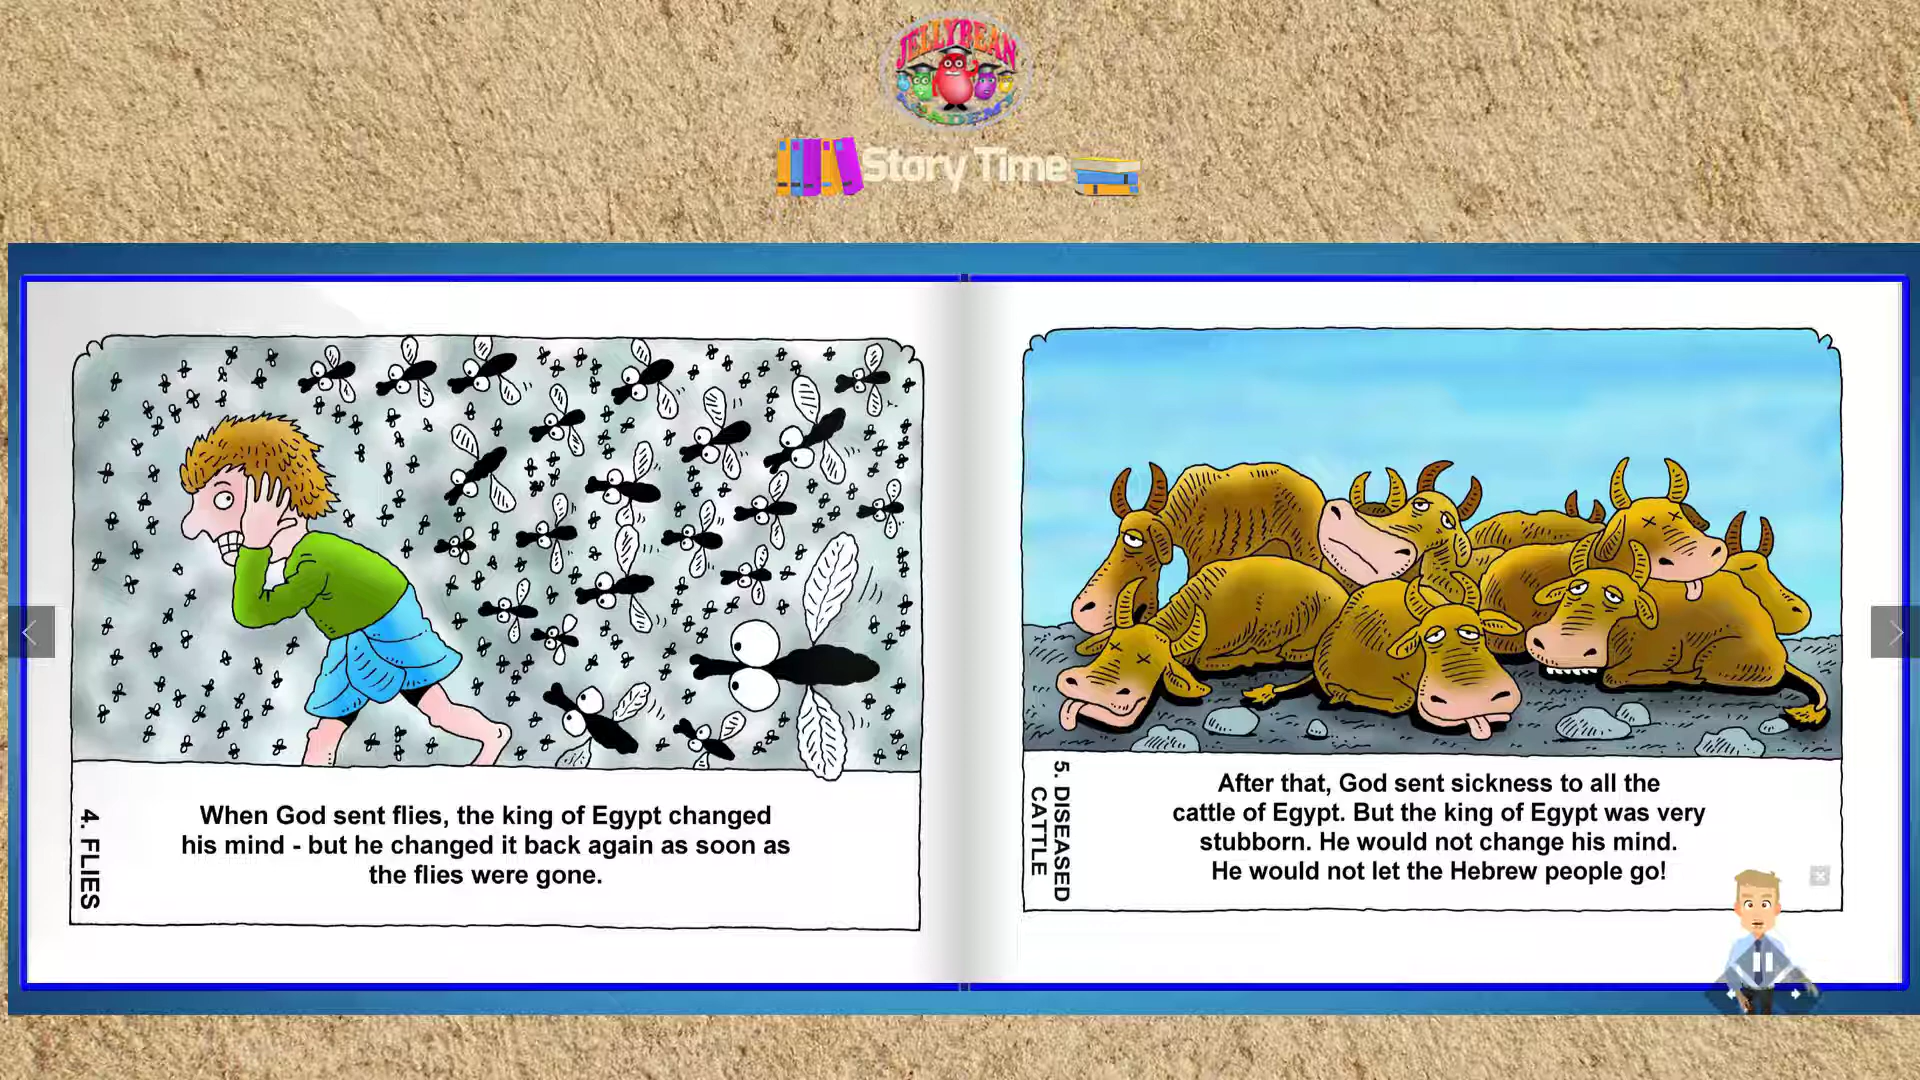 JELLYBEAN
ACADEMY
Story Time
4. FLIES
When God sent flies, the king of Egypt changed
his mind - but he changed it back again as soon as
the flies were gone.
5. DISEASED
CATTLE
After that, God sent sickness to all the
cattle of Egypt. But the king of Egypt was very
stubborn. He would not change his mind.
He would not let the Hebrew people go!